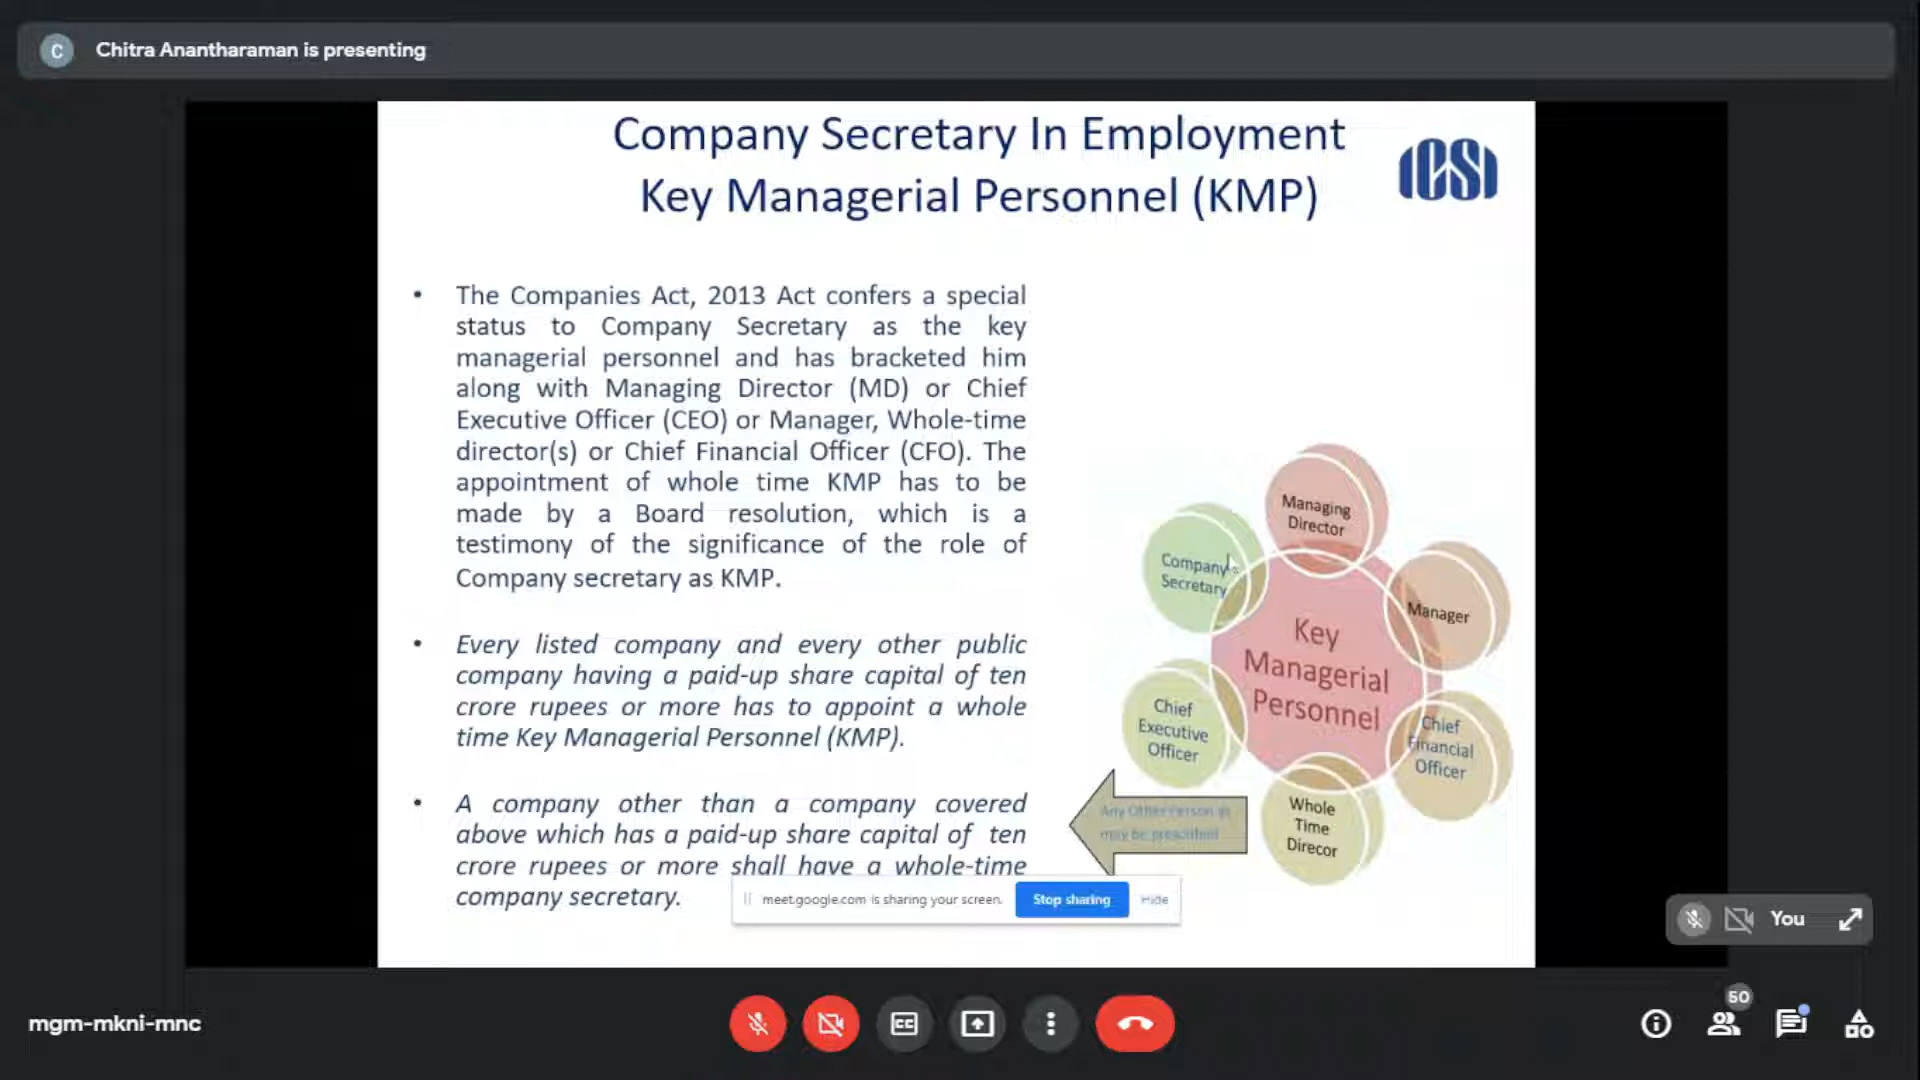 C
Chitra Anantharaman is presenting
Company Secretary In Employment
Key Managerial Personnel (KMP)
ICSI
• The Companies Act, 2013 Act confers a special
status to Company Secretary as the key
managerial personnel and has bracketed him
along with Managing Director (MD) or Chief
Executive Officer (CEO) or Manager, Whole-time
director(s) or Chief Financial Officer (CFO). The
appointment of whole time KMP has to be
made by a Board resolution, which is a
testimony of the significance of the role of
Company secretary as KMP.
• Every listed company and every other public
company having a paid-up share capital of ten
crore rupees or more has to appoint a whole
time Key Managerial Personnel (KMP).
• A company other than a company covered
above which has a paid-up share capital of ten
crore rupees or more shall have a whole-time
company secretary.
Managing
Director
Company
Secretary
Manager
Key
Managerial
Personnel
Chief
Executive
Officer
Chief
Financial
Officer
Whole
Time
Direcor
Any Other Person as
may be prescribed
meet.google.com is sharing your screen.
Stop sharing
Hide
You
mgm-mkni-mnc
CC
50